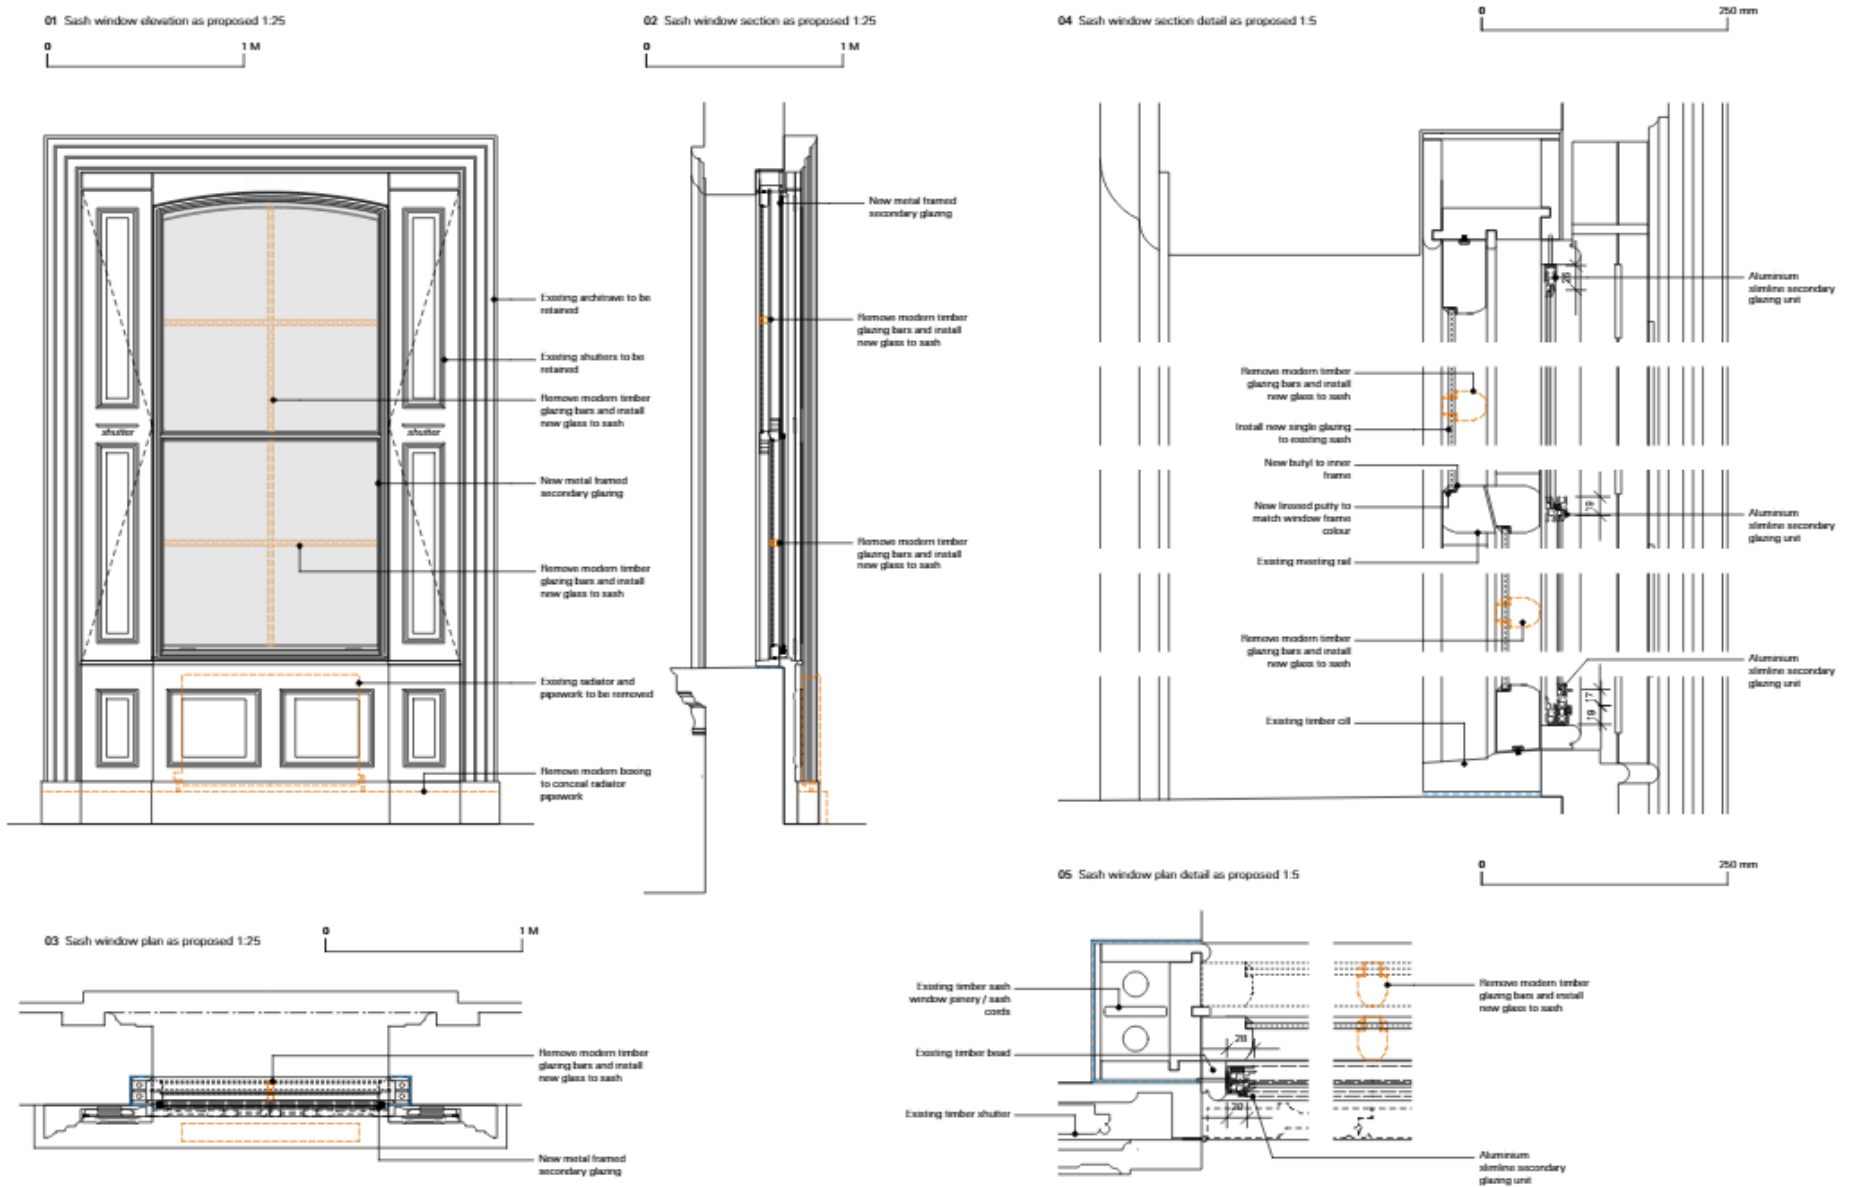 01 Sash window elevation as proposed 1:25
0 1 M
Existing architrave to be
retained
Existing shutters to be
retained
Remove modern timber
glazing bars and install
new glass to sash
shutter
shutter
New metal framed
secondary glazing
Remove modern timber
glazing bars and install
new glass to sash
Existing radiator and
pipework to be removed
Remove modern boxing
to conceal radiator
pipework
02 Sash window section as proposed 1:25
0 1 M
New metal framed
secondary glazing
Remove modern timber
glazing bars and install
new glass to sash
Remove modern timber
glazing bars and install
new glass to sash
03 Sash window plan as proposed 1:25
0 1 M
Remove modern timber
glazing bars and install
new glass to sash
New metal framed
secondary glazing
04 Sash window section detail as proposed 1:5
0 250 mm
Aluminium
slimline secondary
glazing unit
Remove modern timber
glazing bars and install
new glass to sash
Install new single glazing
to existing sash
New butyl to inner
frame
New linseed putty to
match window frame
colour
19
Aluminium
slimline secondary
glazing unit
Existing meeting rail
Remove modern timber
glazing bars and install
new glass to sash
Aluminium
slimline secondary
glazing unit
17
19
Existing timber cill
05 Sash window plan detail as proposed 1:5
0 250 mm
Existing timber sash
window joinery / sash
cords
Remove modern timber
glazing bars and install
new glass to sash
28
Existing timber bead
20
Existing timber shutter
Aluminium
slimline secondary
glazing unit